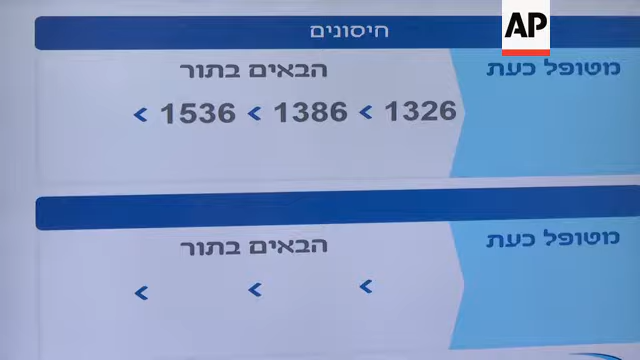 AP
חיסונים
מטופל כעת
הבאים בתור
1326 < 1386 < 1536 <
מטופל כעת
הבאים בתור
< < <